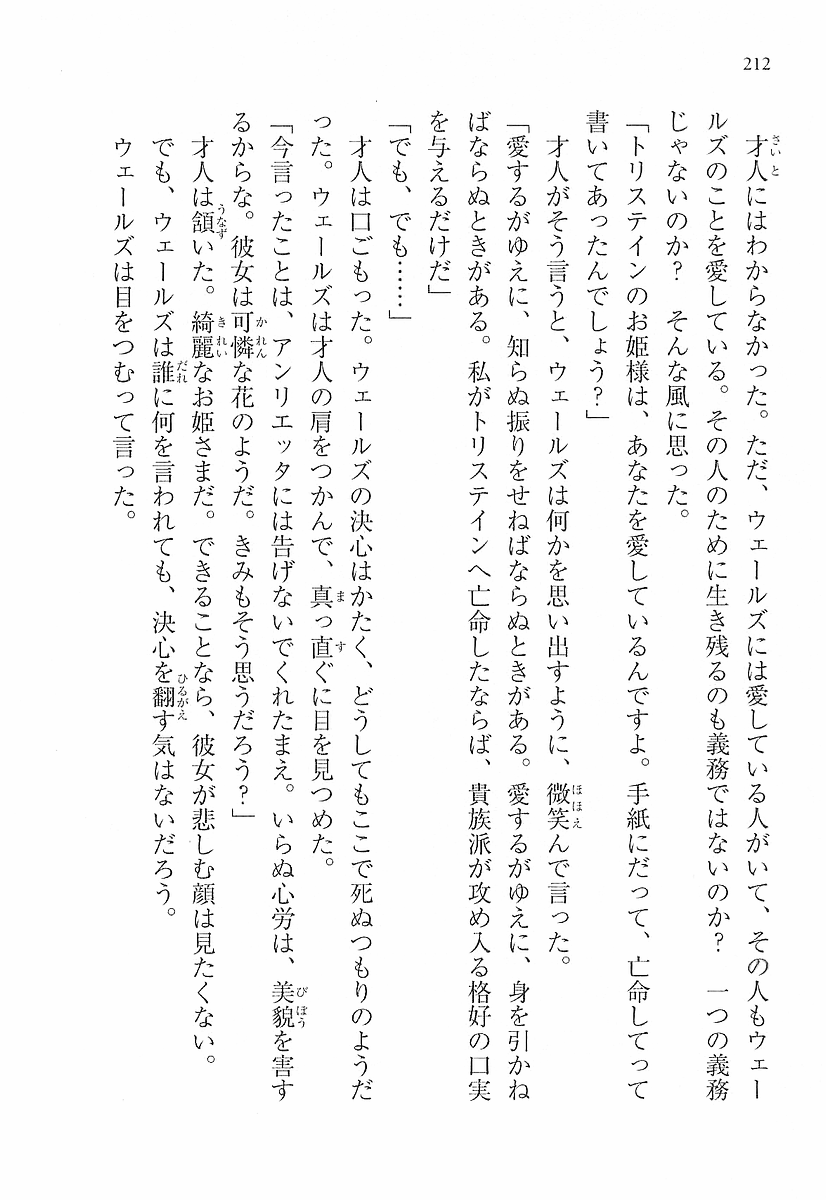 212
才人にはわからなかった。ただ、ウェールズには愛している人がいて、その人もウェー
ルズのことを愛している。その人のために生き残るのも義務ではないのか？　一つの義務
じゃないのか？　そんな風に思った。
「トリステインのお姫様は、あなたを愛しているんですよ。手紙にだって、亡命してって
書いてあったんでしょう？」
才人がそう言うと、ウェールズは何かを思い出すように、微笑んで言った。
「愛するがゆえに、知らぬ振りをせねばならぬときがある。愛するがゆえに、身を引かね
ばならぬときがある。私がトリステインへ亡命したならば、貴族派が攻め入る格好の口実
を与えるだけだ」
「でも、でも……」
才人は口ごもった。ウェールズの決心はかたく、どうしてもここで死ぬつもりのようだ
った。ウェールズは才人の肩をつかんで、真っ直ぐに目を見つめた。
「今言ったことは、アンリエッタには告げないでくれたまえ。いらぬ心労は、美貌を害す
るからな。彼女は可憐な花のようだ。きみもそう思うだろう？」
才人は頷いた。綺麗なお姫さまだ。できることなら、彼女が悲しむ顔は見たくない。
でも、ウェールズは誰に何を言われても、決心を翻す気はないだろう。
ウェールズは目をつむって言った。